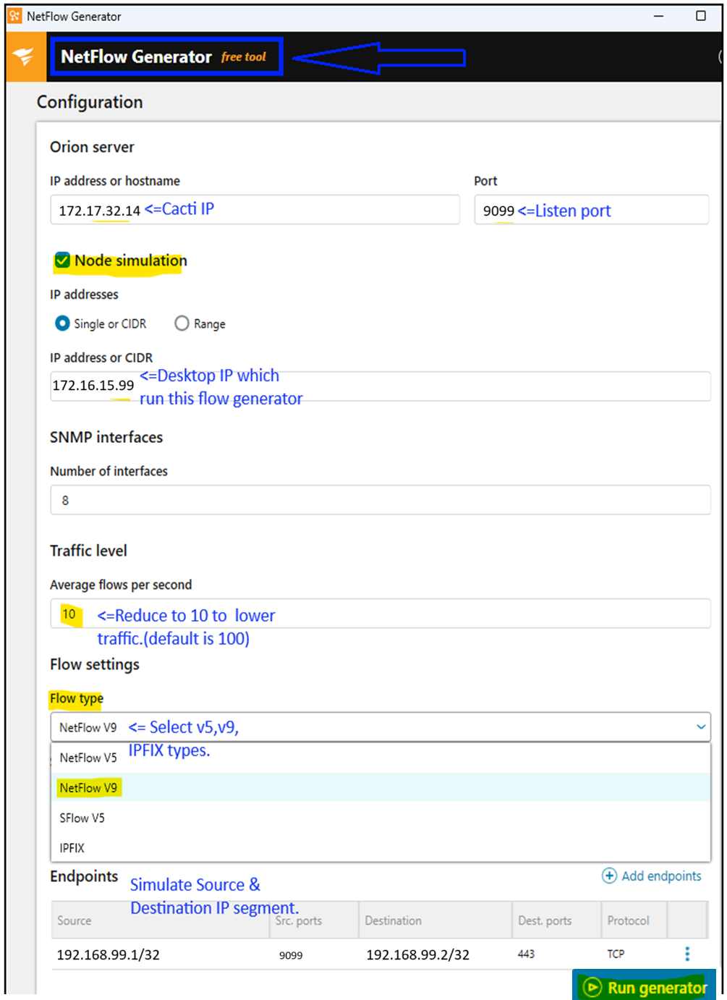 NetFlow Generator
NetFlow Generator free tool
Configuration
Orion server
IP address or hostname
Port
172.17.32.14 <=Cacti IP
9099 <=Listen port
Node simulation
IP addresses
Single or CIDR
Range
IP address or CIDR
172.16.15.99 <=Desktop IP which
run this flow generator
SNMP interfaces
Number of interfaces
8
Traffic level
Average flows per second
10 <=Reduce to 10 to lower
traffic.(default is 100)
Flow settings
Flow type
NetFlow V9 <= Select v5,v9,
IPFIX types.
NetFlow V5
NetFlow V9
SFlow V5
IPFIX
Endpoints
Simulate Source &
Destination IP segment.
Add endpoints
Source Src. ports Destination Dest. ports Protocol
192.168.99.1/32 9099 192.168.99.2/32 443 TCP
Run generator